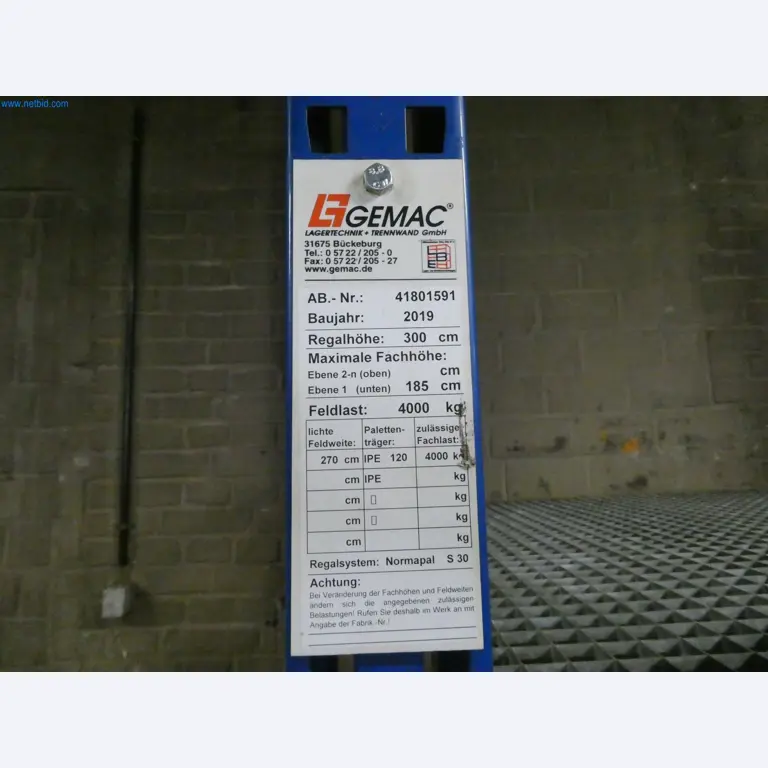 www.netbid.com
8.8
GEMAC®
LAGERTECHNIK + TRENNWAND GmbH
31675 Bückeburg
Tel.: 0 57 22 / 205 - 0
Fax: 0 57 22 / 205 - 27
www.gemac.de
AB.- Nr.: 41801591
Baujahr: 2019
Regalhöhe: 300 cm
Maximale Fachhöhe:
Ebene 2-n (oben) cm
Ebene 1 (unten) 185 cm
Feldlast: 4000 kg
lichte Feldweite: Paletten-träger: zulässige Fachlast:
270 cm IPE 120 4000 kg
cm IPE kg
cm ▯ kg
cm ▯ kg
cm kg
Regalsystem: Normapal S 30
Achtung:
Bei Veränderung der Fachhöhen und Feldweiten
ändern sich die angegebenen zulässigen
Belastungen! Rufen Sie deshalb im Werk an mit
Angabe der Fabrik.-Nr.!